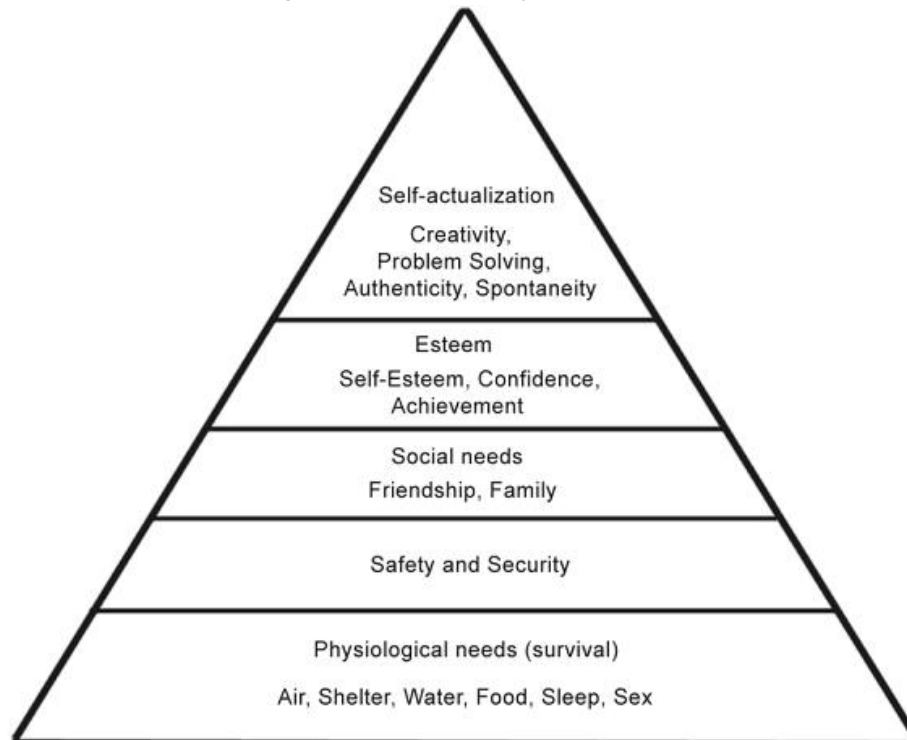 Self-actualization
Creativity,
Problem Solving,
Authenticity, Spontaneity
Esteem
Self-Esteem, Confidence,
Achievement
Social needs
Friendship, Family
Safety and Security
Physiological needs (survival)
Air, Shelter, Water, Food, Sleep, Sex